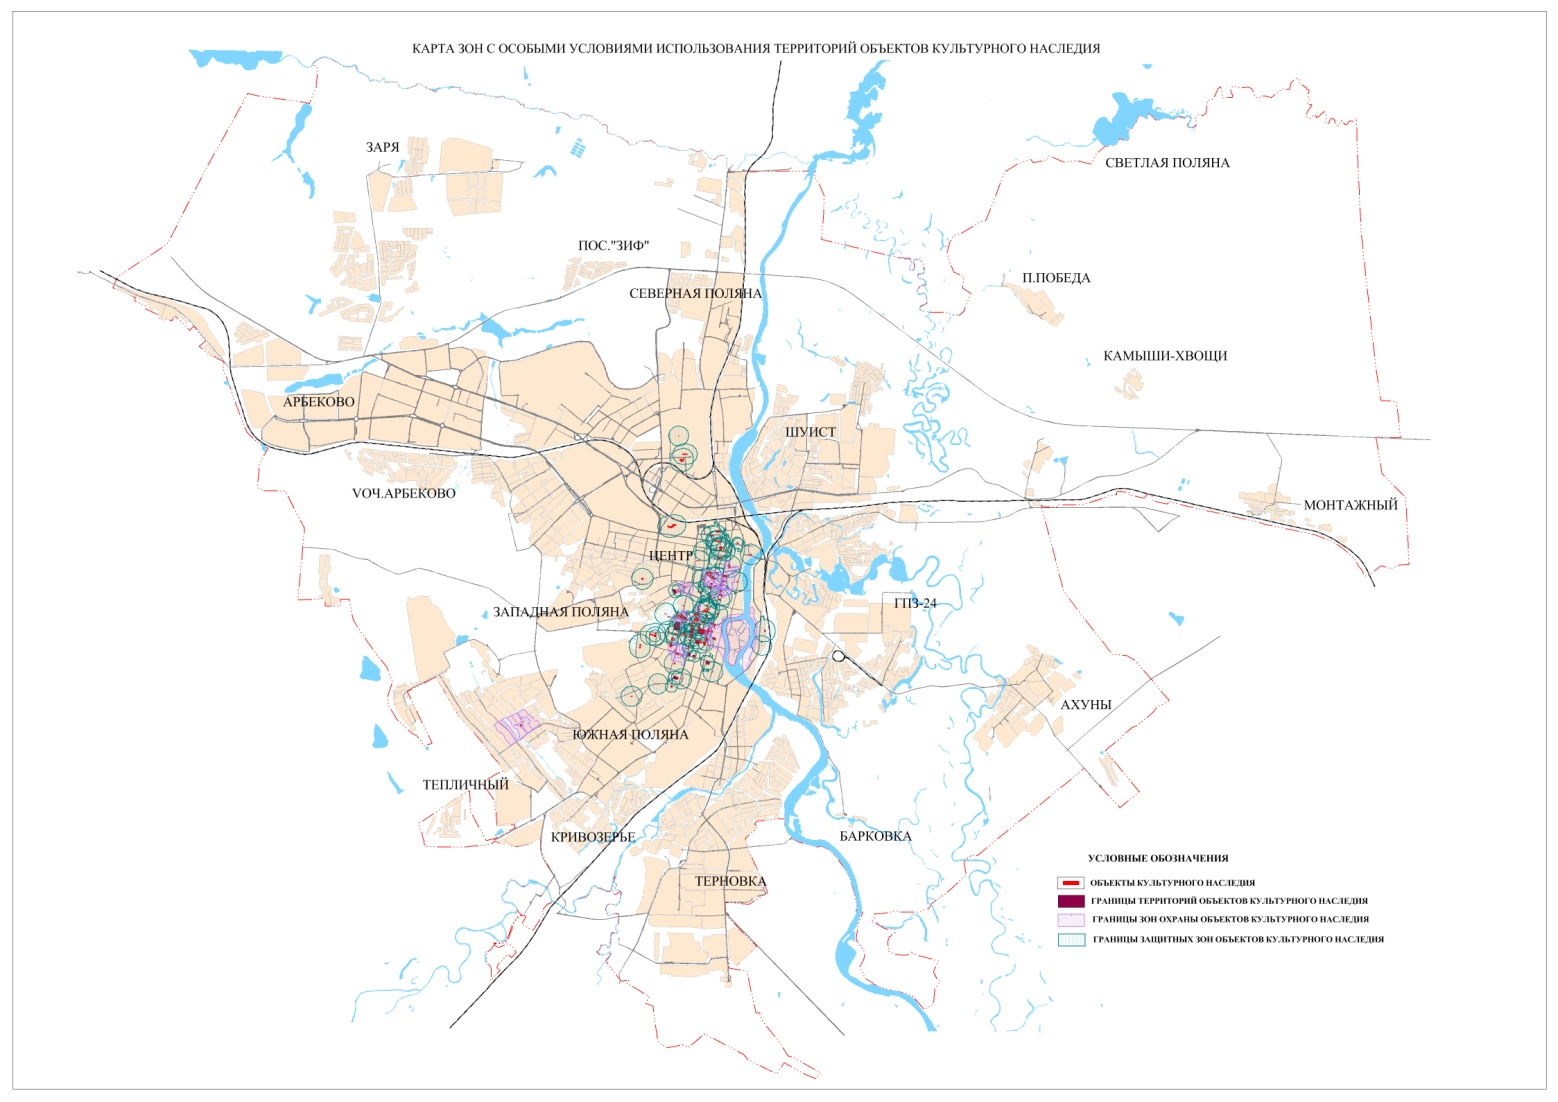 КАРТА ЗОН С ОСОБЫМИ УСЛОВИЯМИ ИСПОЛЬЗОВАНИЯ ТЕРРИТОРИЙ ОБЪЕКТОВ КУЛЬТУРНОГО НАСЛЕДИЯ
ЗАРЯ
СВЕТЛАЯ ПОЛЯНА
ПОС."ЗИФ"
П.ПОБЕДА
СЕВЕРНАЯ ПОЛЯНА
КАМЫШИ-ХВОЩИ
АРБЕКОВО
ШУИСТ
VОЧ.АРБЕКОВО
МОНТАЖНЫЙ
ЦЕНТР
ГПЗ-24
ЗАПАДНАЯ ПОЛЯНА
АХУНЫ
ЮЖНАЯ ПОЛЯНА
ТЕПЛИЧНЫЙ
КРИВОЗЕРЬЕ
БАРКОВКА
ТЕРНОВКА
УСЛОВНЫЕ ОБОЗНАЧЕНИЯ
ОБЪЕКТЫ КУЛЬТУРНОГО НАСЛЕДИЯ
ГРАНИЦЫ ТЕРРИТОРИЙ ОБЪЕКТОВ КУЛЬТУРНОГО НАСЛЕДИЯ
ГРАНИЦЫ ЗОН ОХРАНЫ ОБЪЕКТОВ КУЛЬТУРНОГО НАСЛЕДИЯ
ГРАНИЦЫ ЗАЩИТНЫХ ЗОН ОБЪЕКТОВ КУЛЬТУРНОГО НАСЛЕДИЯ